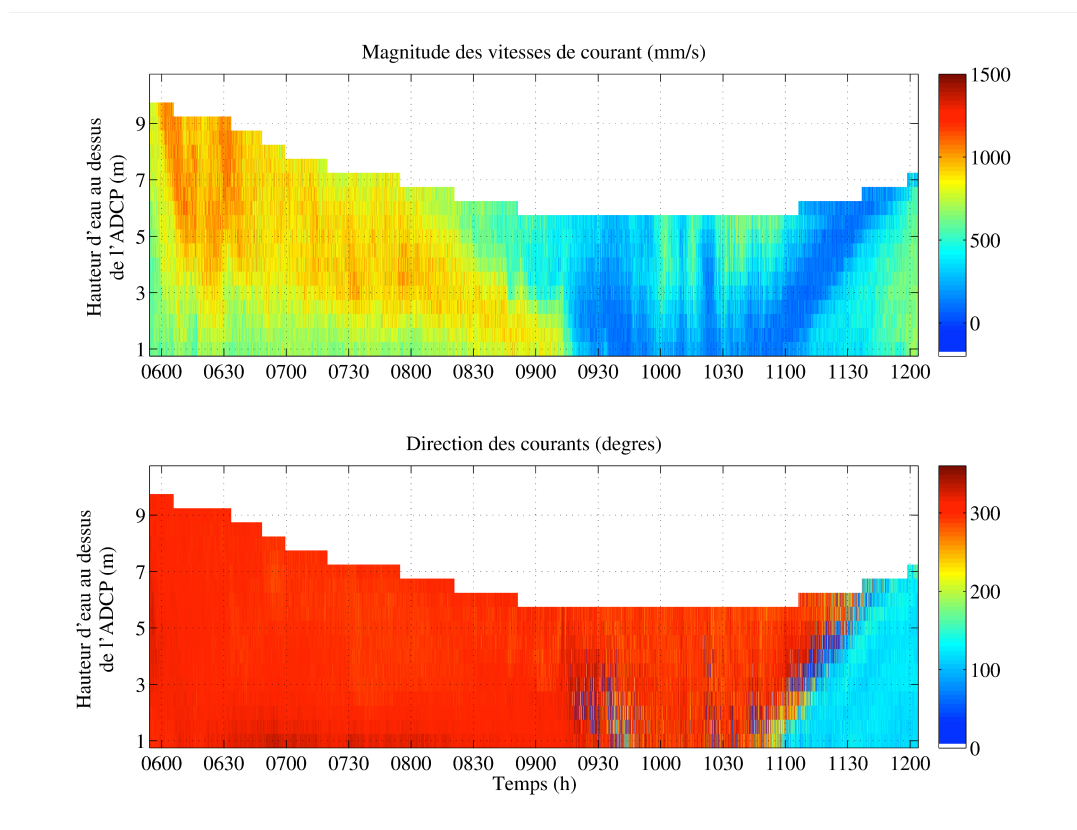 Magnitude des vitesses de courant (mm/s)
Hauteur d'eau au dessus
de l'ADCP (m)
9
7
5
3
1
0600 0630 0700 0730 0800 0830 0900 0930 1000 1030 1100 1130 1200
1500
1000
500
0
Direction des courants (degres)
Hauteur d'eau au dessus
de l'ADCP (m)
9
7
5
3
1
0600 0630 0700 0730 0800 0830 0900 0930 1000 1030 1100 1130 1200
Temps (h)
300
200
100
0